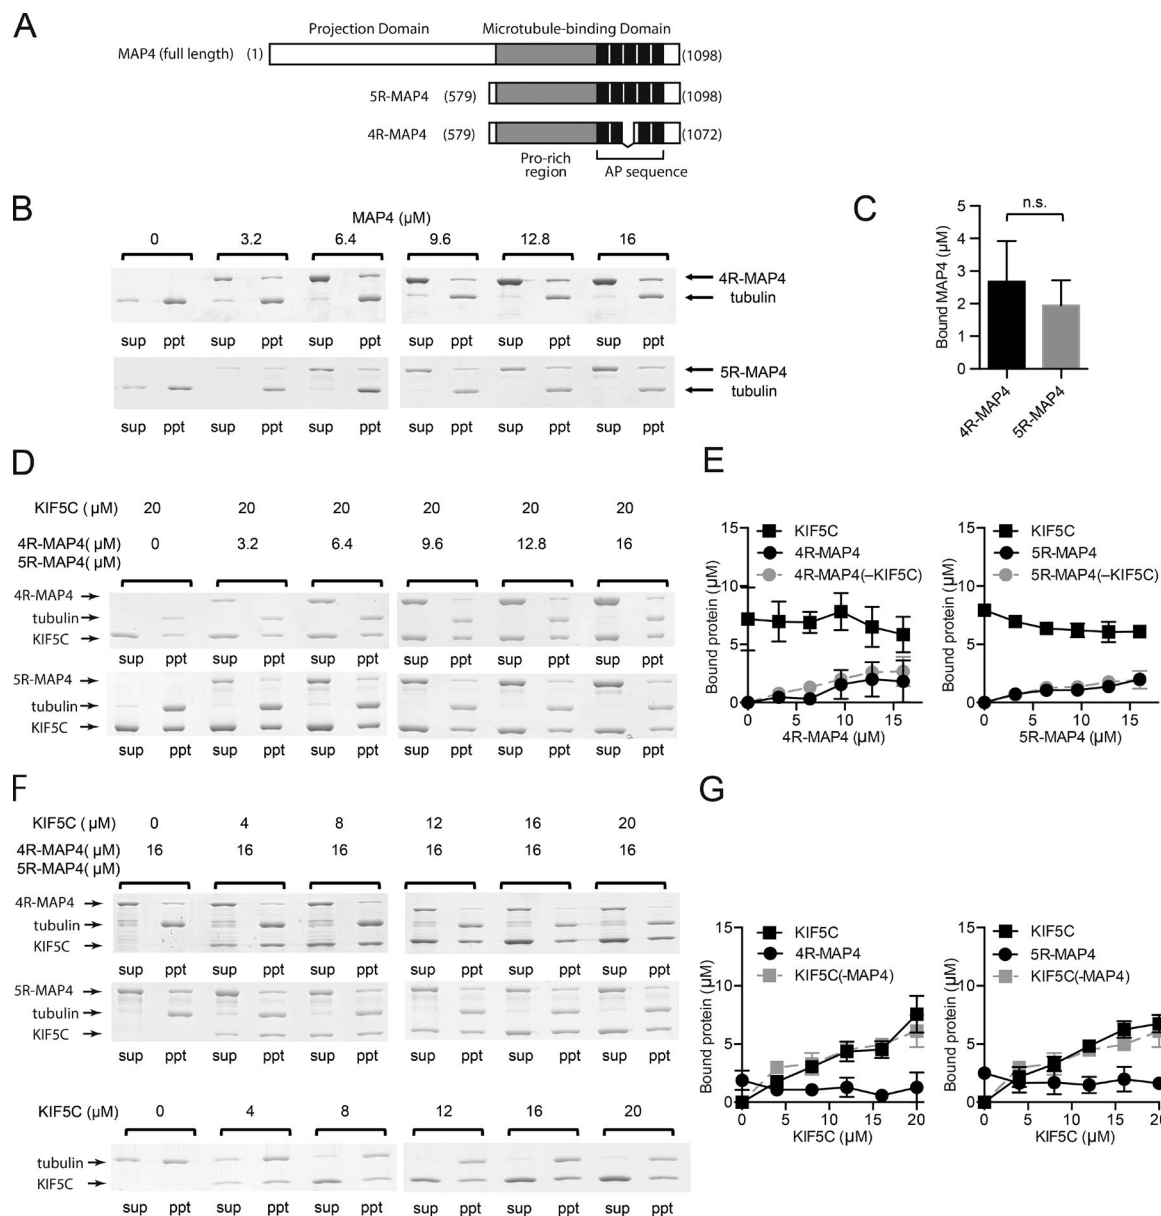 A
Projection Domain Microtubule-binding Domain
MAP4 (full length) (1) (1098)
5R-MAP4 (579) (1098)
4R-MAP4 (579) (1072)
Pro-rich region AP sequence
B
MAP4 (µM)
0 3.2 6.4 9.6 12.8 16
4R-MAP4
tubulin
sup ppt sup ppt sup ppt sup ppt sup ppt sup ppt
5R-MAP4
tubulin
sup ppt sup ppt sup ppt sup ppt sup ppt sup ppt
C
n.s.
Bound MAP4 (µM)
5
4
3
2
1
0
4R-MAP4 5R-MAP4
D
KIF5C (µM) 20 20 20 20 20 20
4R-MAP4(µM) 0 3.2 6.4 9.6 12.8 16
5R-MAP4(µM)
4R-MAP4
tubulin
KIF5C
sup ppt sup ppt sup ppt sup ppt sup ppt sup ppt
5R-MAP4
tubulin
KIF5C
sup ppt sup ppt sup ppt sup ppt sup ppt sup ppt
E
Bound protein (µM)
15
10
5
0
KIF5C
4R-MAP4
4R-MAP4(–KIF5C)
0 5 10 15
4R-MAP4 (µM)
Bound protein (µM)
15
10
5
0
KIF5C
5R-MAP4
5R-MAP4(–KIF5C)
0 5 10 15
5R-MAP4 (µM)
F
KIF5C (µM) 0 4 8 12 16 20
4R-MAP4(µM) 16 16 16 16 16 16
5R-MAP4(µM)
4R-MAP4
tubulin
KIF5C
sup ppt sup ppt sup ppt sup ppt sup ppt sup ppt
5R-MAP4
tubulin
KIF5C
sup ppt sup ppt sup ppt sup ppt sup ppt sup ppt
KIF5C (µM) 0 4 8 12 16 20
tubulin
KIF5C
sup ppt sup ppt sup ppt sup ppt sup ppt sup ppt
G
Bound protein (µM)
15
10
5
0
KIF5C
4R-MAP4
KIF5C(-MAP4)
0 5 10 15 20
KIF5C (µM)
Bound protein (µM)
15
10
5
0
KIF5C
5R-MAP4
KIF5C(-MAP4)
0 5 10 15 20
KIF5C (µM)